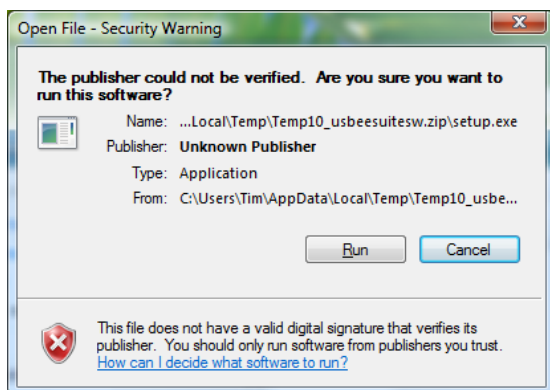 Open File - Security Warning
The publisher could not be verified.  Are you sure you want to
run this software?
Name: ...Local\Temp\Temp10_usbeesuitesw.zip\setup.exe
Publisher: Unknown Publisher
Type: Application
From: C:\Users\Tim\AppData\Local\Temp\Temp10_usbe...
Run Cancel
This file does not have a valid digital signature that verifies its
publisher.  You should only run software from publishers you trust.
How can I decide what software to run?